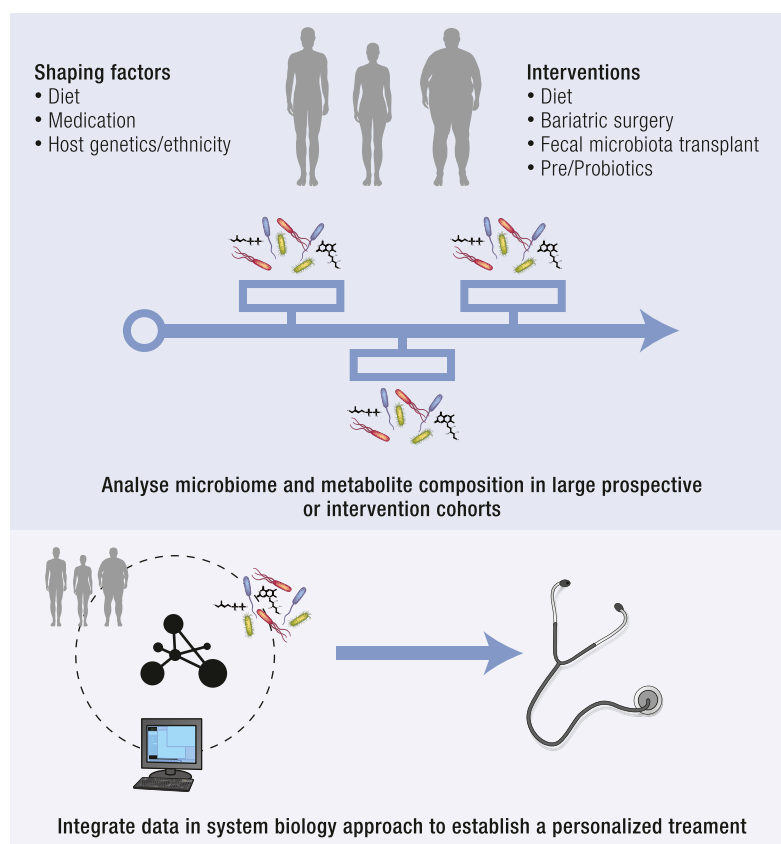 Shaping factors
• Diet
• Medication
• Host genetics/ethnicity
Interventions
• Diet
• Bariatric surgery
• Fecal microbiota transplant
• Pre/Probiotics
Analyse microbiome and metabolite composition in large prospective
or intervention cohorts
Integrate data in system biology approach to establish a personalized treament